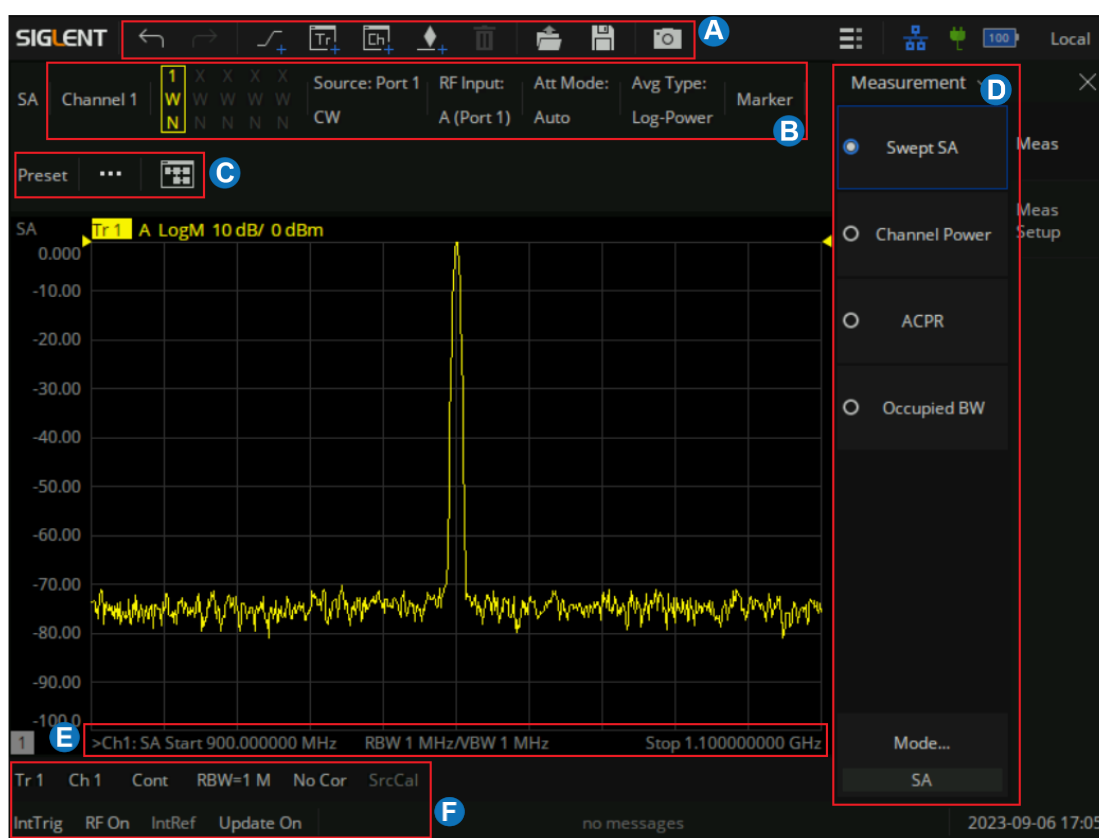 SIGLENT Tr Ch A 100 Local
SA Channel 1 1 X X X X Source: Port 1 RF Input: Att Mode: Avg Type: Marker Measurement D
W W W W W
N N N N N CW A (Port 1) Auto Log-Power B
Swept SA Meas
Preset ... C
Meas
Setup
SA Tr 1 A LogM 10 dB/ 0 dBm
Channel Power
0.000
-10.00
ACPR
-20.00
-30.00
Occupied BW
-40.00
-50.00
-60.00
-70.00
-80.00
-90.00
-100.0
1 E >Ch1: SA Start 900.000000 MHz RBW 1 MHz/VBW 1 MHz Stop 1.100000000 GHz
Mode...
SA
Tr 1 Ch 1 Cont RBW=1 M No Cor SrcCal
F
IntTrig RF On IntRef Update On no messages 2023-09-06 17:05